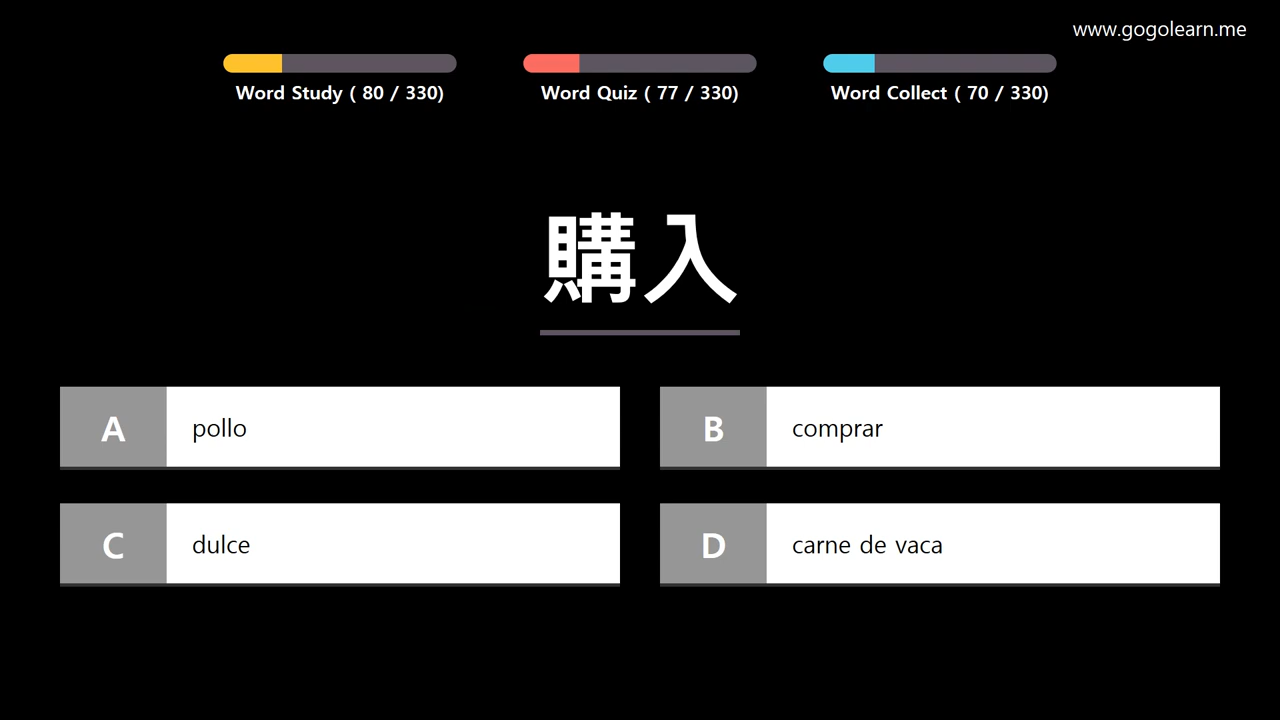 www.gogolearn.me
Word Study ( 80 / 330)
Word Quiz ( 77 / 330)
Word Collect ( 70 / 330)
購入
A pollo
B comprar
C dulce
D carne de vaca